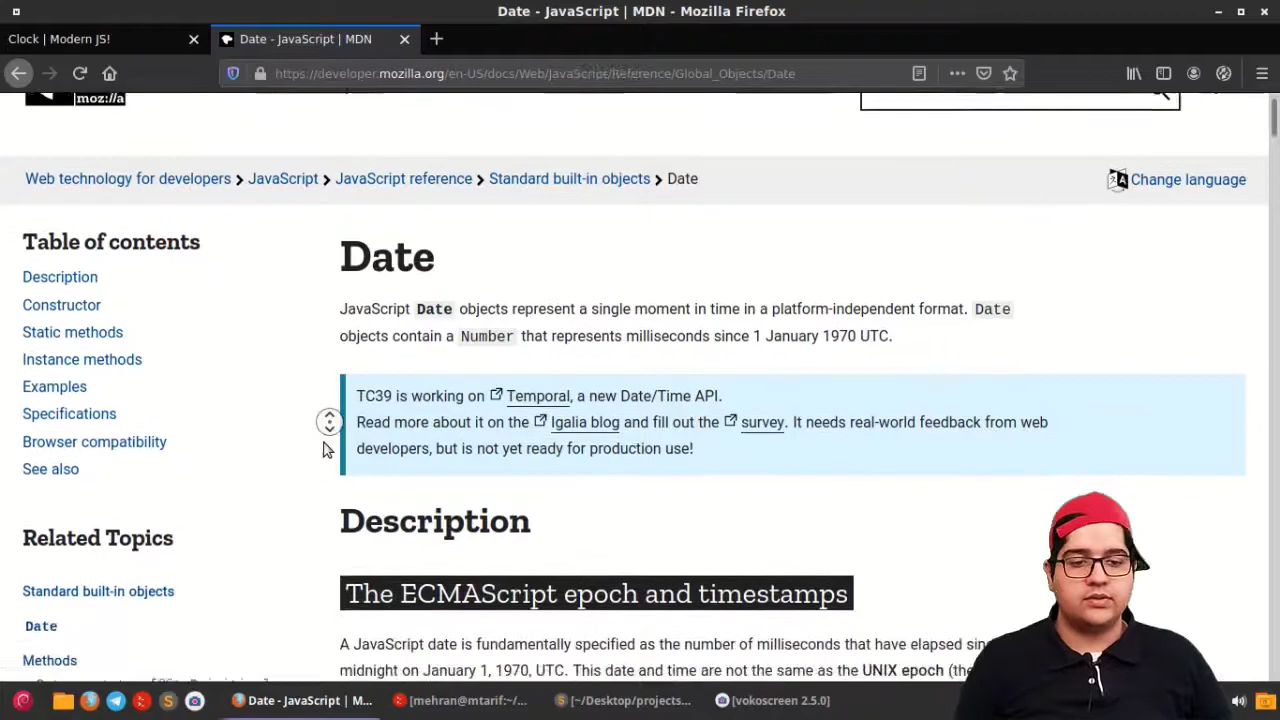 Date - JavaScript | MDN - Mozilla Firefox
Clock | Modern JS!
Date - JavaScript | MDN
https://developer.mozilla.org/en-US/docs/Web/JavaScript/Reference/Global_Objects/Date
moz://a
Web technology for developers
JavaScript
JavaScript reference
Standard built-in objects
Date
Change language
Table of contents
Description
Constructor
Static methods
Instance methods
Examples
Specifications
Browser compatibility
See also
Related Topics
Standard built-in objects
Date
Methods
Date
JavaScript Date objects represent a single moment in time in a platform-independent format. Date
objects contain a Number that represents milliseconds since 1 January 1970 UTC.
TC39 is working on Temporal, a new Date/Time API.
Read more about it on the Igalia blog and fill out the survey. It needs real-world feedback from web
developers, but is not yet ready for production use!
Description
The ECMAScript epoch and timestamps
A JavaScript date is fundamentally specified as the number of milliseconds that have elapsed
midnight on January 1, 1970, UTC. This date and time are not the same as the UNIX epoch
Date - JavaScript | M...
[mehran@mtarif:~/...
[~/Desktop/projects...
[vokoscreen 2.5.0]